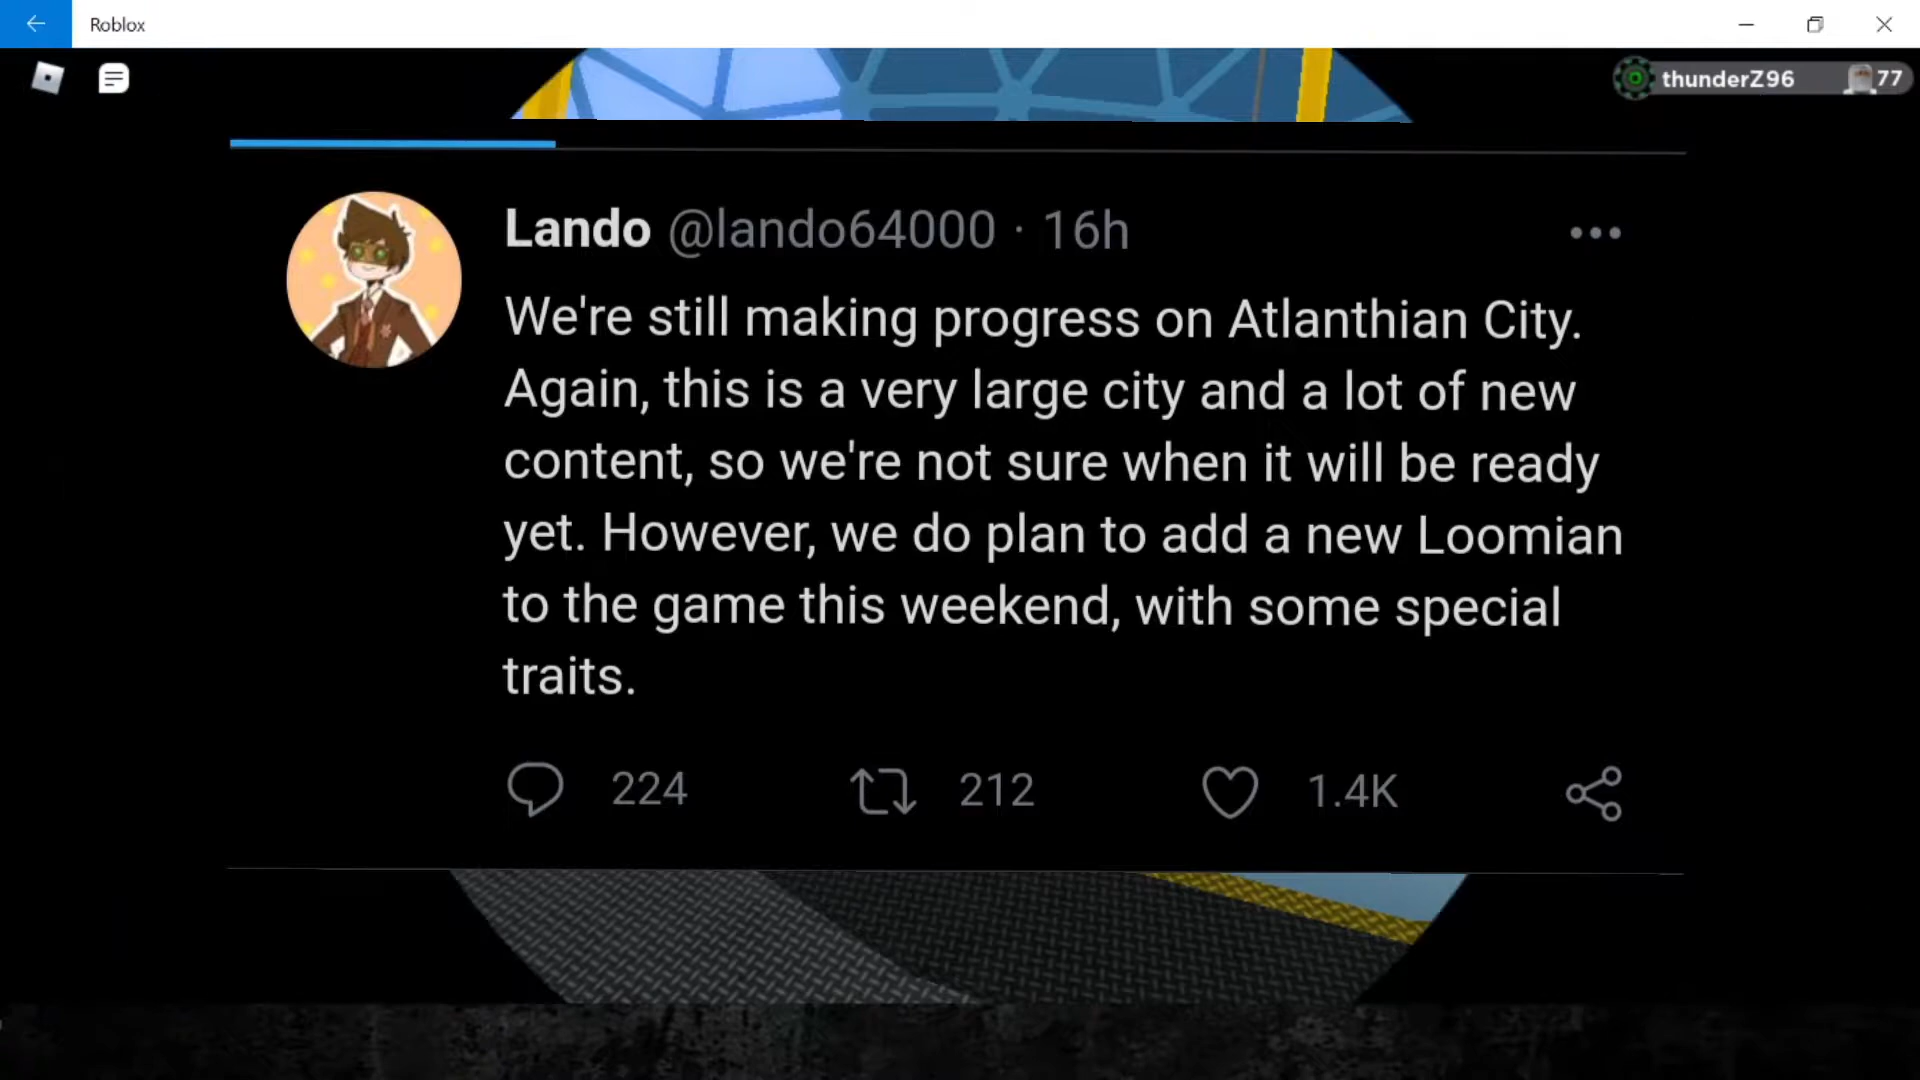 Roblox
thunderZ96 77
Lando @lando64000 · 16h
We're still making progress on Atlanthian City.
Again, this is a very large city and a lot of new
content, so we're not sure when it will be ready
yet. However, we do plan to add a new Loomian
to the game this weekend, with some special
traits.
224 212 1.4K